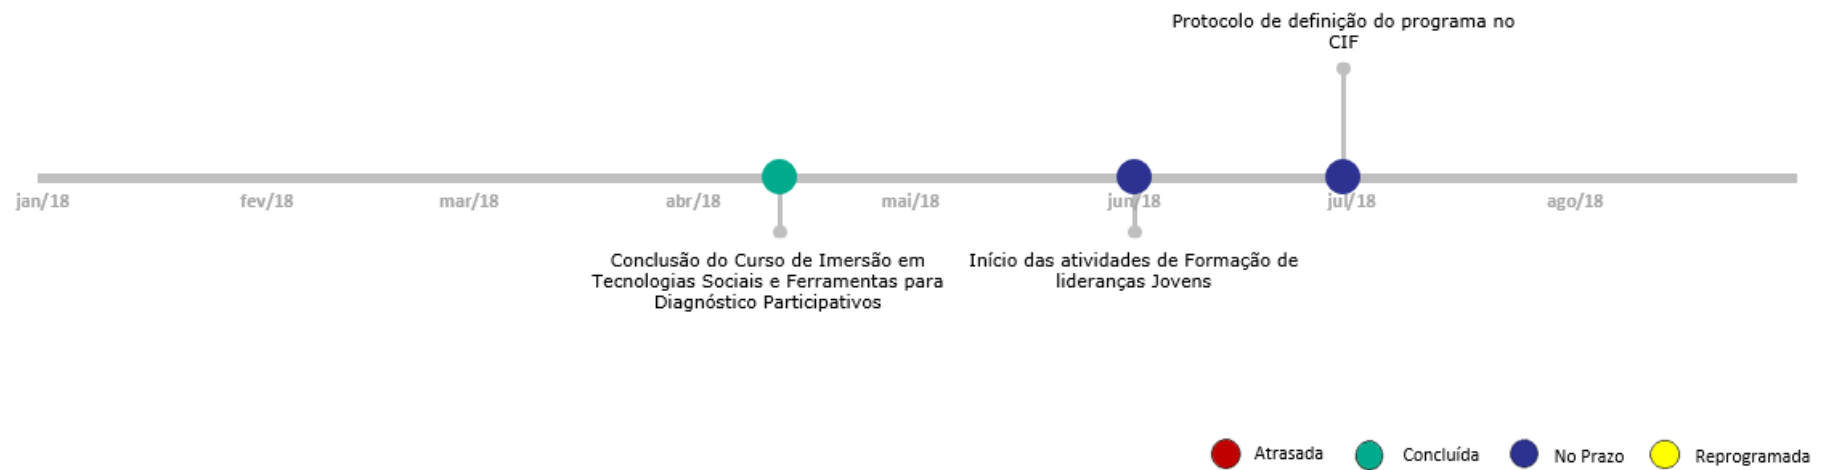 Protocolo de definição do programa no
CIF
jan/18
fev/18
mar/18
abr/18
mai/18
jun/18
jul/18
ago/18
Conclusão do Curso de Imersão em
Tecnologias Sociais e Ferramentas para
Diagnóstico Participativos
Início das atividades de Formação de
lideranças Jovens
Atrasada
Concluída
No Prazo
Reprogramada